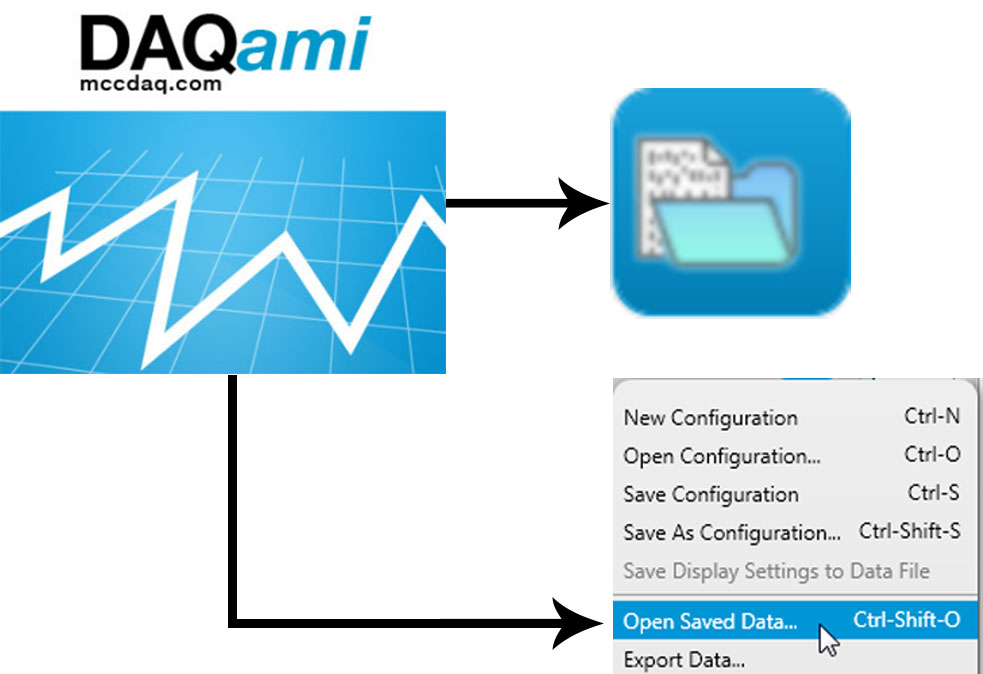 DAQami
mccdaq.com
New Configuration Ctrl-N
Open Configuration... Ctrl-O
Save Configuration Ctrl-S
Save As Configuration... Ctrl-Shift-S
Save Display Settings to Data File
Open Saved Data... Ctrl-Shift-O
Export Data...